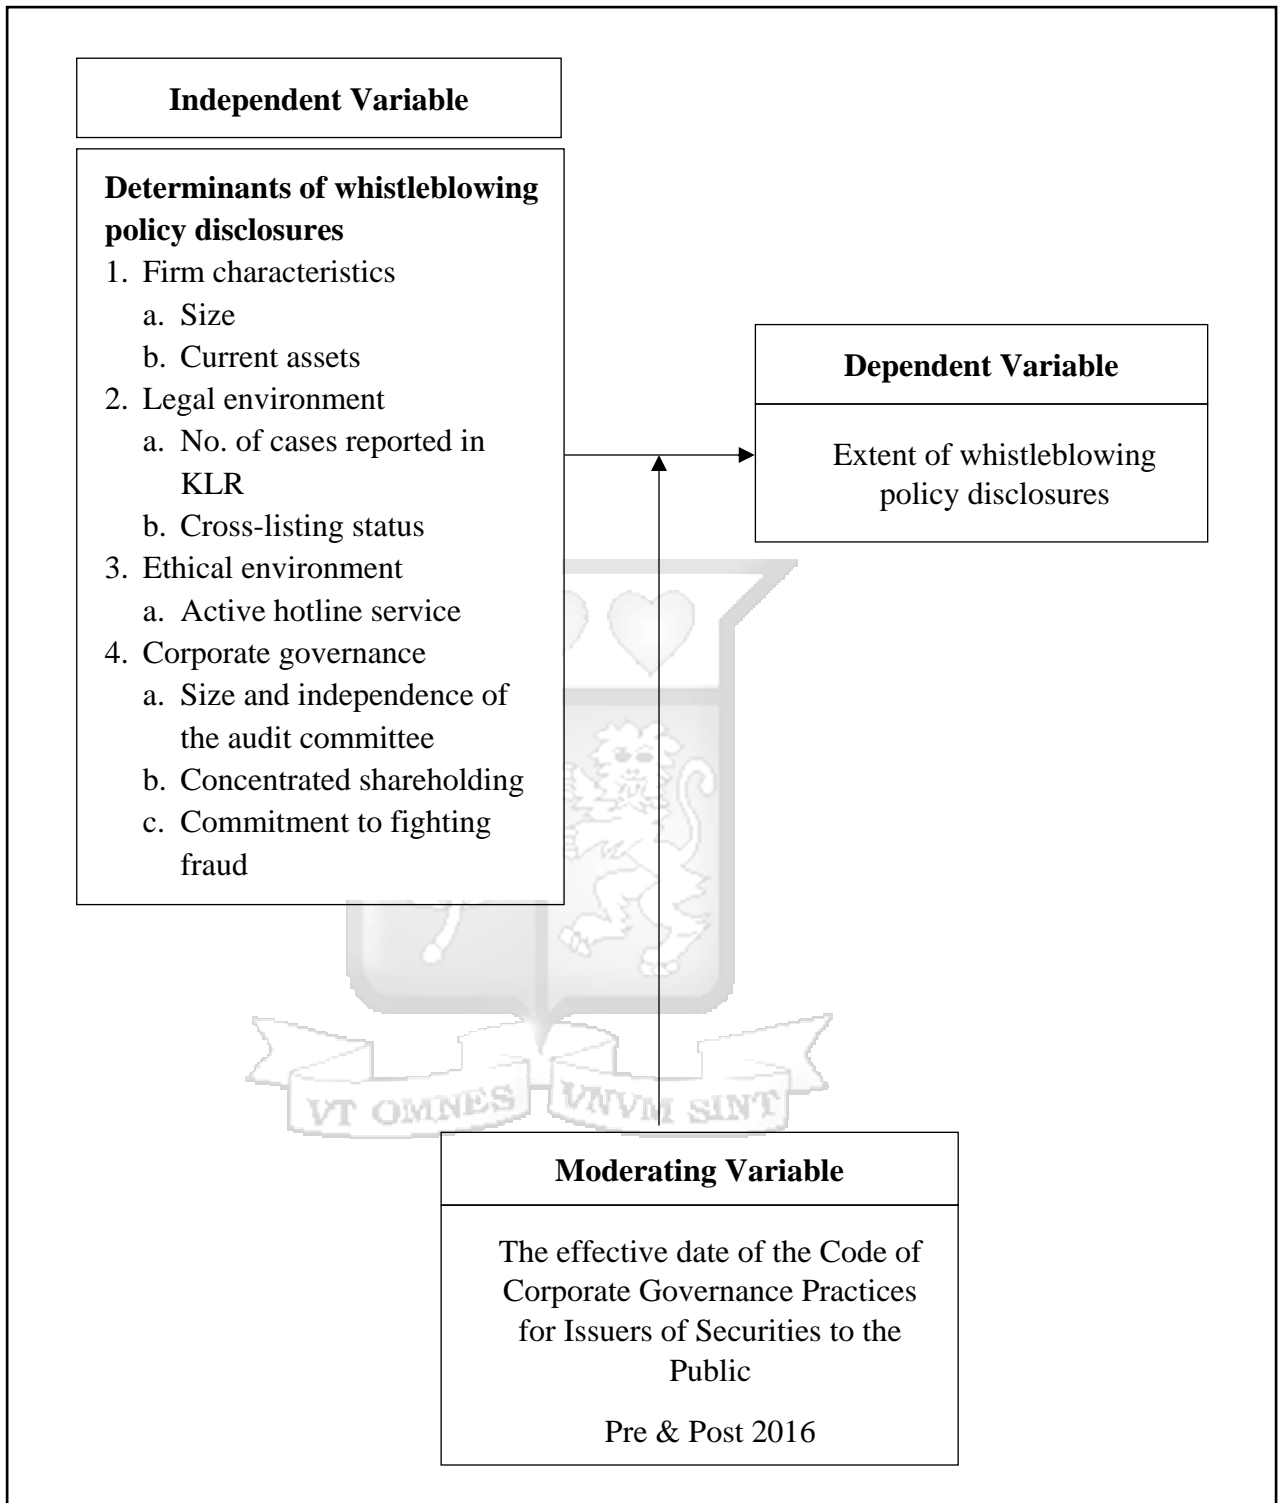 Independent Variable
Determinants of whistleblowing
policy disclosures
1. Firm characteristics
a. Size
b. Current assets
2. Legal environment
a. No. of cases reported in
KLR
b. Cross-listing status
3. Ethical environment
a. Active hotline service
4. Corporate governance
a. Size and independence of
the audit committee
b. Concentrated shareholding
c. Commitment to fighting
fraud
Dependent Variable
Extent of whistleblowing
policy disclosures
VT OMNES VNVM SINT
Moderating Variable
The effective date of the Code of
Corporate Governance Practices
for Issuers of Securities to the
Public
Pre & Post 2016